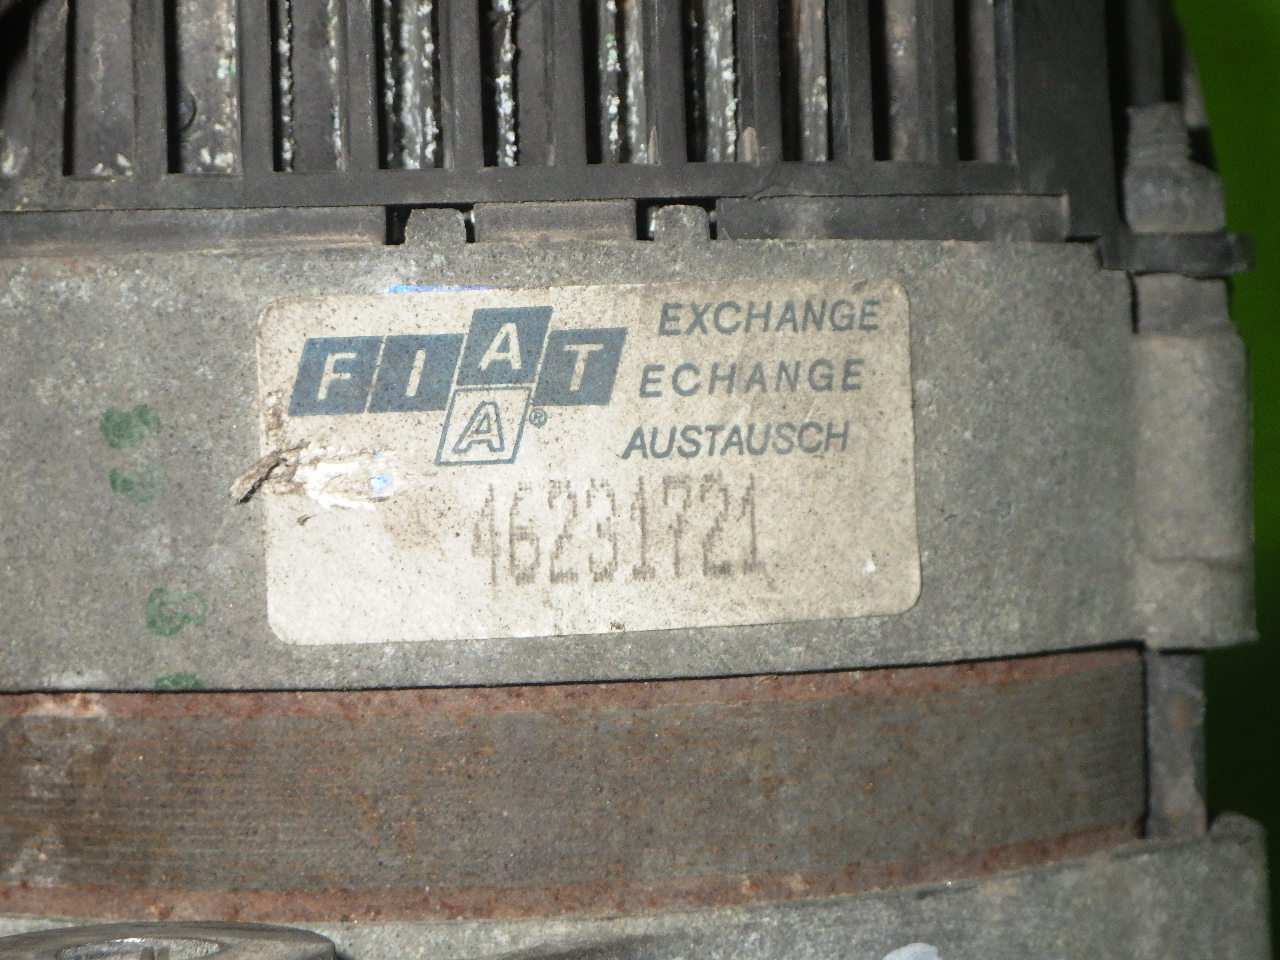 FIAT
A®
EXCHANGE
ECHANGE
AUSTAUSCH
46231721